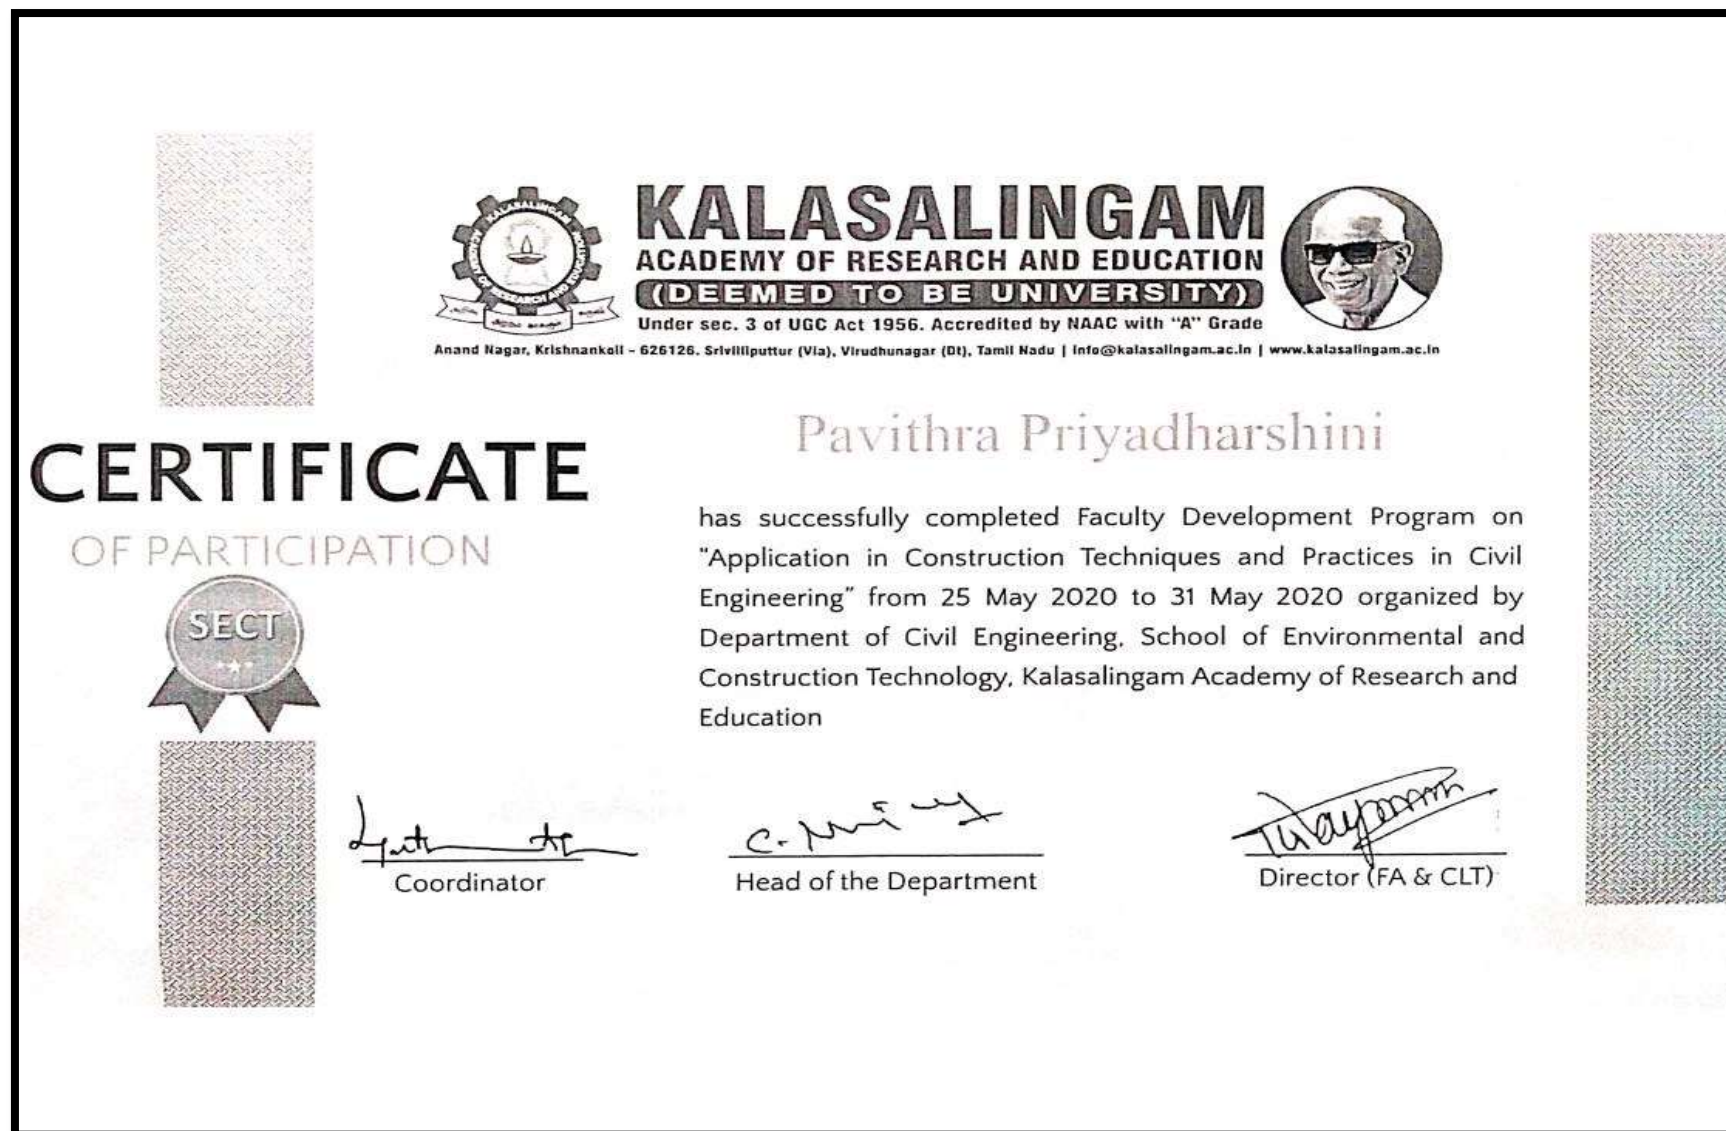 KALASALINGAM
ACADEMY OF RESEARCH AND EDUCATION
(DEEMED TO BE UNIVERSITY)
Under sec. 3 of UGC Act 1956. Accredited by NAAC with "A" Grade
Anand Nagar, Krishnankoil - 626126. Srivilliputtur (Via), Virudhunagar (Dt), Tamil Nadu | info@kalasalingam.ac.in | www.kalasalingam.ac.in
CERTIFICATE
OF PARTICIPATION
SECT
Pavithra Priyadharshini
has successfully completed Faculty Development Program on
"Application in Construction Techniques and Practices in Civil
Engineering" from 25 May 2020 to 31 May 2020 organized by
Department of Civil Engineering, School of Environmental and
Construction Technology, Kalasalingam Academy of Research and
Education
Coordinator
Head of the Department
Director (FA & CLT)